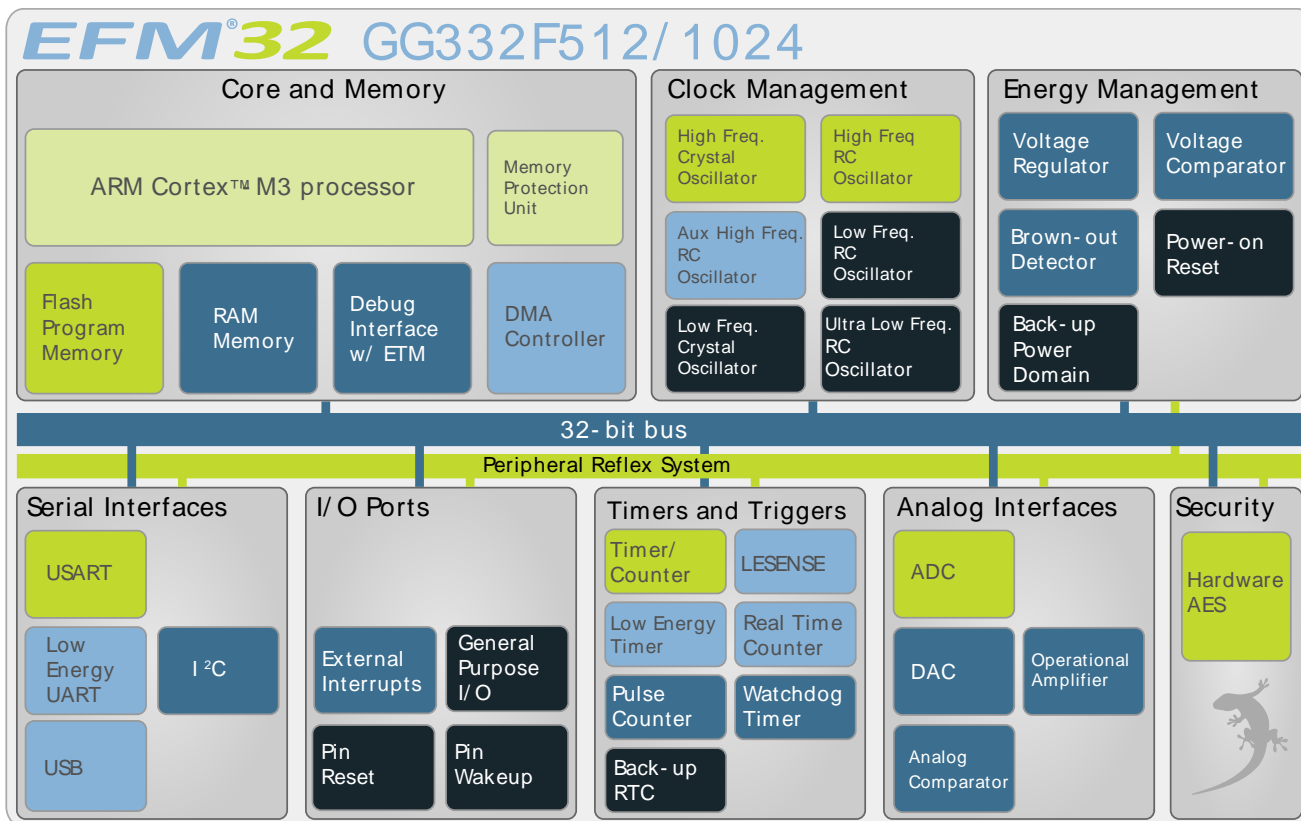 EFM®32 GG332F512/1024
Core and Memory
ARM Cortex™ M3 processor
Memory
Protection
Unit
Flash
Program
Memory
RAM
Memory
Debug
Interface
w/ ETM
DMA
Controller
Clock Management
High Freq.
Crystal
Oscillator
High Freq
RC
Oscillator
Aux High Freq.
RC
Oscillator
Low Freq.
RC
Oscillator
Low Freq.
Crystal
Oscillator
Ultra Low Freq.
RC
Oscillator
Energy Management
Voltage
Regulator
Voltage
Comparator
Brown-out
Detector
Power-on
Reset
Back-up
Power
Domain
32-bit bus
Peripheral Reflex System
Serial Interfaces
USART
Low
Energy
UART
I²C
USB
I/O Ports
External
Interrupts
General
Purpose
I/O
Pin
Reset
Pin
Wakeup
Timers and Triggers
Timer/
Counter
LESENSE
Low Energy
Timer
Real Time
Counter
Pulse
Counter
Watchdog
Timer
Back-up
RTC
Analog Interfaces
ADC
DAC
Operational
Amplifier
Analog
Comparator
Security
Hardware
AES